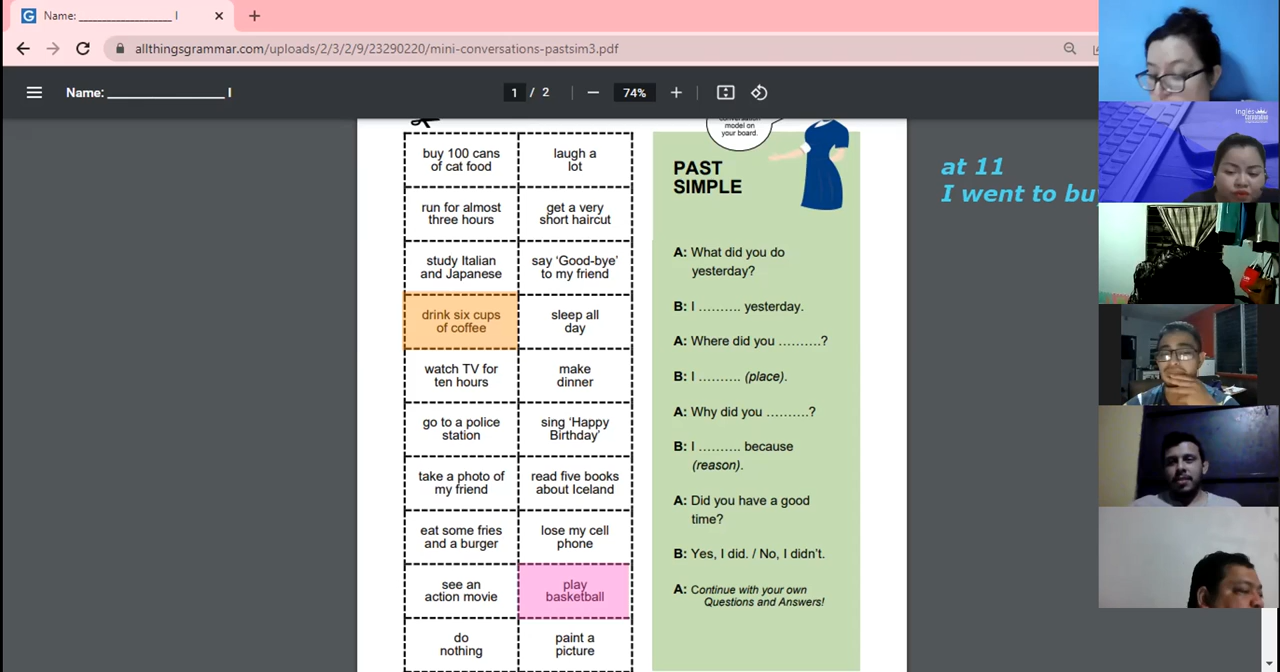 Name: ____________________ I
allthingsgrammar.com/uploads/2/3/2/9/23290220/mini-conversations-pastsim3.pdf
Name: ________________ I
1 / 2
74%
conversation
model on
your board.
buy 100 cans
of cat food
laugh a
lot
run for almost
three hours
get a very
short haircut
study Italian
and Japanese
say ‘Good-bye’
to my friend
drink six cups
of coffee
sleep all
day
watch TV for
ten hours
make
dinner
go to a police
station
sing ‘Happy
Birthday’
take a photo of
my friend
read five books
about Iceland
eat some fries
and a burger
lose my cell
phone
see an
action movie
play
basketball
do
nothing
paint a
picture
PAST
SIMPLE
A: What did you do
yesterday?
B: I .......... yesterday.
A: Where did you ..........?
B: I .......... (place).
A: Why did you ..........?
B: I .......... because
(reason).
A: Did you have a good
time?
B: Yes, I did. / No, I didn’t.
A: Continue with your own
Questions and Answers!
at 11
I went to bu
Inglés